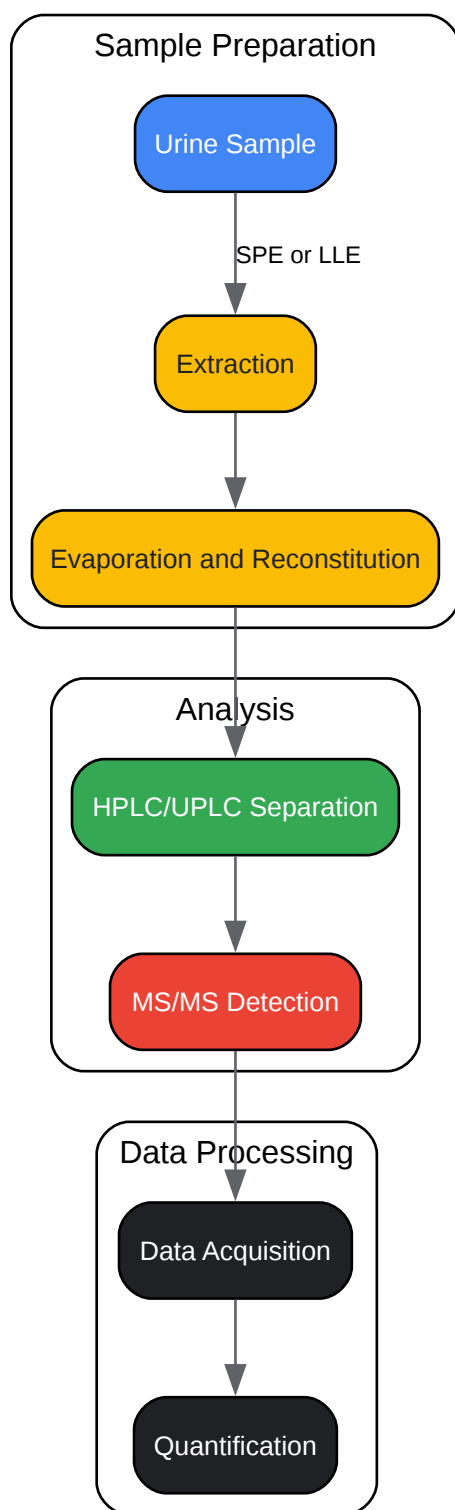 Sample Preparation
Urine Sample
SPE or LLE
Extraction
Evaporation and Reconstitution
Analysis
HPLC/UPLC Separation
MS/MS Detection
Data Processing
Data Acquisition
Quantification